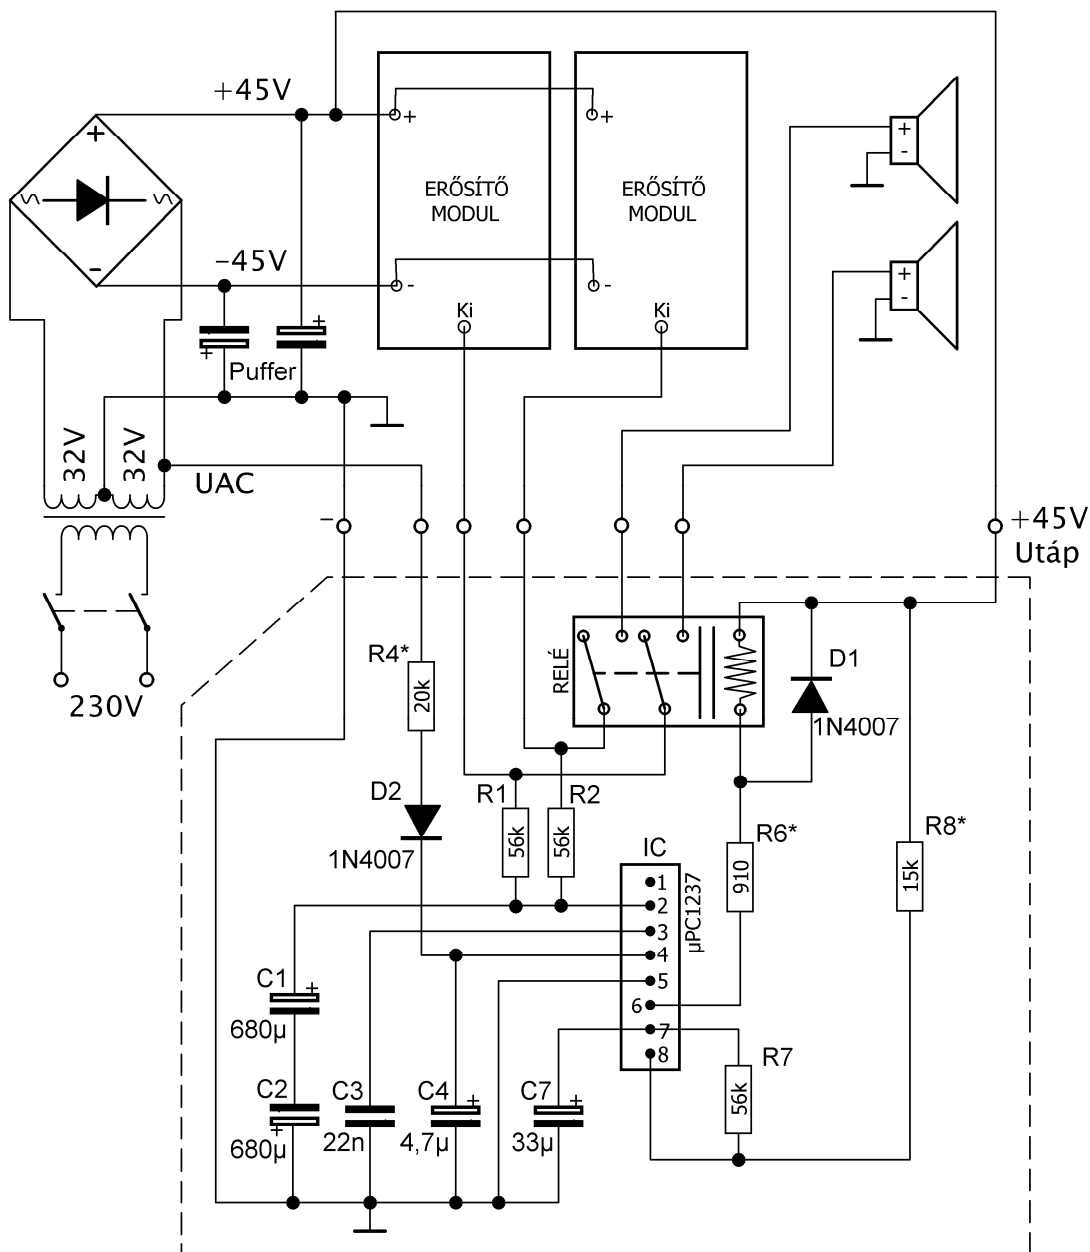 +45V
+
-
−45V
+
+
-
ERŐSÍTŐ
MODUL
Ki
+
-
ERŐSÍTŐ
MODUL
Ki
+
-
+
-
+
+
Puffer
32V
32V
UAC
−
+45V
Utáp
230V
R4*
20k
RELÉ
D1
1N4007
D2
1N4007
R1
56k
R2
56k
IC
µPC1237
R6*
910
R8*
15k
1
2
3
4
5
6
7
8
C1
+
680µ
C2
+
680µ
C3
22n
C4
+
4,7µ
C7
+
33µ
R7
56k